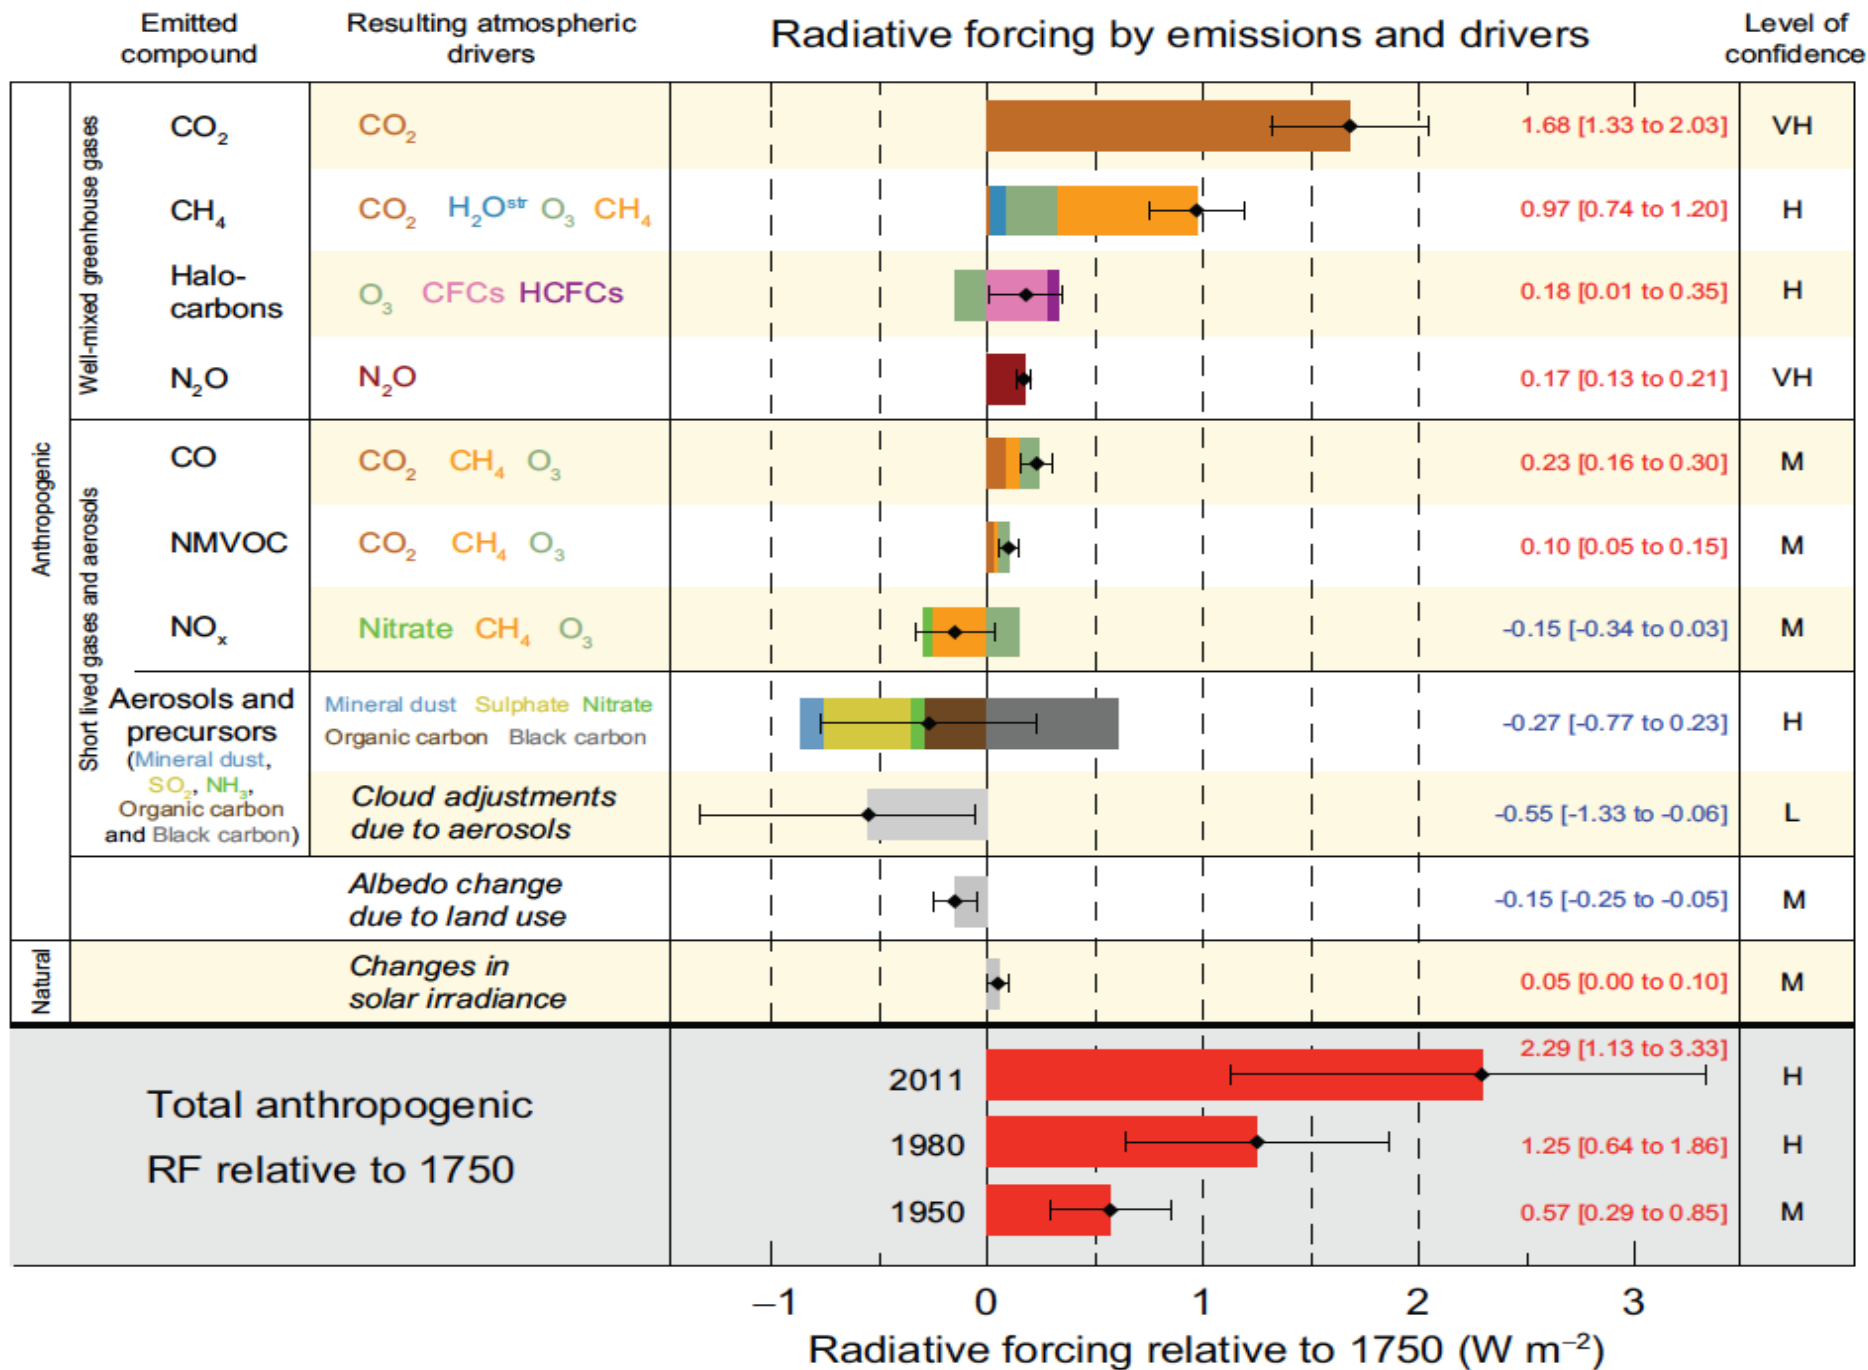 Emitted compound
Resulting atmospheric drivers
Radiative forcing by emissions and drivers
Level of confidence
Anthropogenic
Natural
Well-mixed greenhouse gases
Short lived gases and aerosols
CO₂
CO₂
1.68 [1.33 to 2.03]
VH
CH₄
CO₂ H₂Oˢᵗʳ O₃ CH₄
0.97 [0.74 to 1.20]
H
Halo-
carbons
O₃ CFCs HCFCs
0.18 [0.01 to 0.35]
H
N₂O
N₂O
0.17 [0.13 to 0.21]
VH
CO
CO₂ CH₄ O₃
0.23 [0.16 to 0.30]
M
NMVOC
CO₂ CH₄ O₃
0.10 [0.05 to 0.15]
M
NOₓ
Nitrate CH₄ O₃
-0.15 [-0.34 to 0.03]
M
Aerosols and
precursors
(Mineral dust,
SO₂, NH₃,
Organic carbon
and Black carbon)
Mineral dust Sulphate Nitrate
Organic carbon Black carbon
-0.27 [-0.77 to 0.23]
H
Cloud adjustments
due to aerosols
-0.55 [-1.33 to -0.06]
L
Albedo change
due to land use
-0.15 [-0.25 to -0.05]
M
Changes in
solar irradiance
0.05 [0.00 to 0.10]
M
Total anthropogenic
RF relative to 1750
2011
2.29 [1.13 to 3.33]
H
1980
1.25 [0.64 to 1.86]
H
1950
0.57 [0.29 to 0.85]
M
−1 0 1 2 3
Radiative forcing relative to 1750 (W m⁻²)